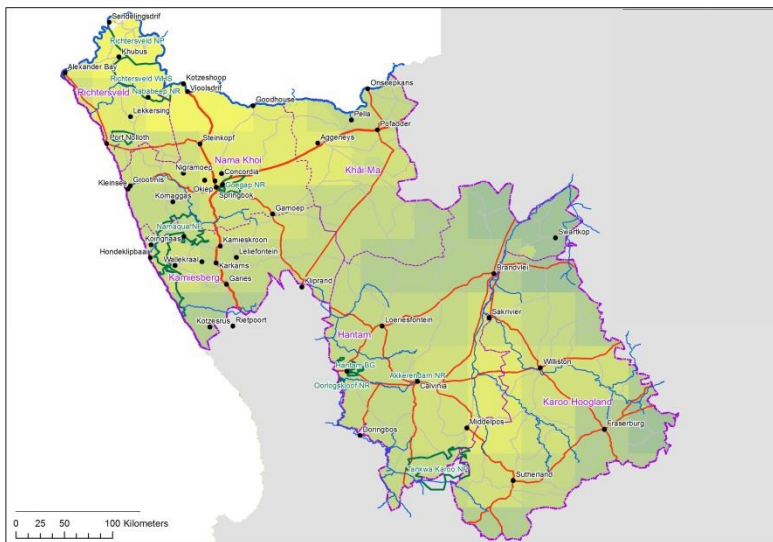 Sendelingsdrif
Richtersveld NP
Khubus
Alexander Bay
Richtersveld WHS
Kotzeshoop
Vioolsdrif
Nababeep NR
Richtersveld
Goodhouse
Onseepkans
Lekkersing
Pella
Pofadder
Port Nolloth
Steinkopf
Aggeneys
Nama Khoi
Khâi-Ma
Nigramoep
Concordia
Kleinsee
Grootmis
Okiep
Goegap NR
Springbok
Komaggas
Gamoep
Namaqua NP
Koingnaas
Kamieskroon
Hondeklipbaai
Leliefontein
Wallekraal
Karkams
Kamiesberg
Garies
Kliprand
Swartkop
Brandvlei
Kotzesrus
Rietpoort
Sakrivier
Loeriesfontein
Hantam
Hantam BG
Akkerendam NR
Williston
Oorlogskloof NR
Calvinia
Karoo Hoogland
Doringbos
Middelpos
Fraserburg
Tankwa Karoo NP
Sutherland
0 25 50 100 Kilometers